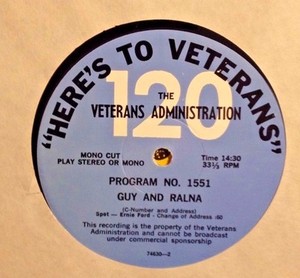 "HERE'S TO VETERANS"
120
THE
VETERANS ADMINISTRATION
MONO CUT
PLAY STEREO OR MONO
Time 14:30
33⅓ RPM
PROGRAM NO. 1551
GUY AND RALNA
(C-Number and Address)
Spot — Ernie Ford - Change of Address :60
This recording is the property of the Veterans
Administration and cannot be broadcast
under commercial sponsorship
74630—2